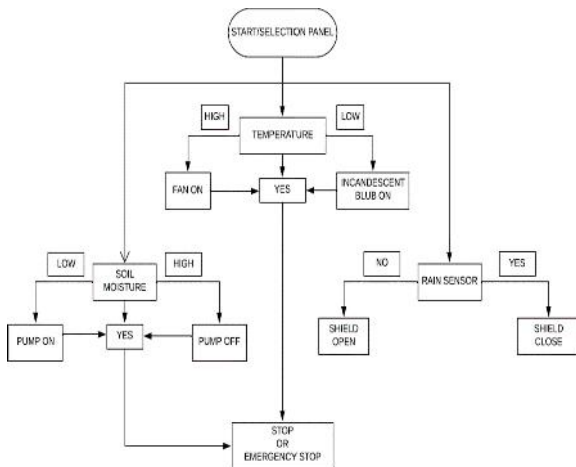 START/SELECTION PANEL
HIGH
LOW
TEMPERATURE
FAN ON
YES
INCANDESCENT
BLUB ON
LOW
HIGH
SOIL
MOISTURE
NO
YES
RAIN SENSOR
PUMP ON
YES
PUMP OFF
SHIELD
OPEN
SHIELD
CLOSE
STOP
OR
EMERGENCY STOP